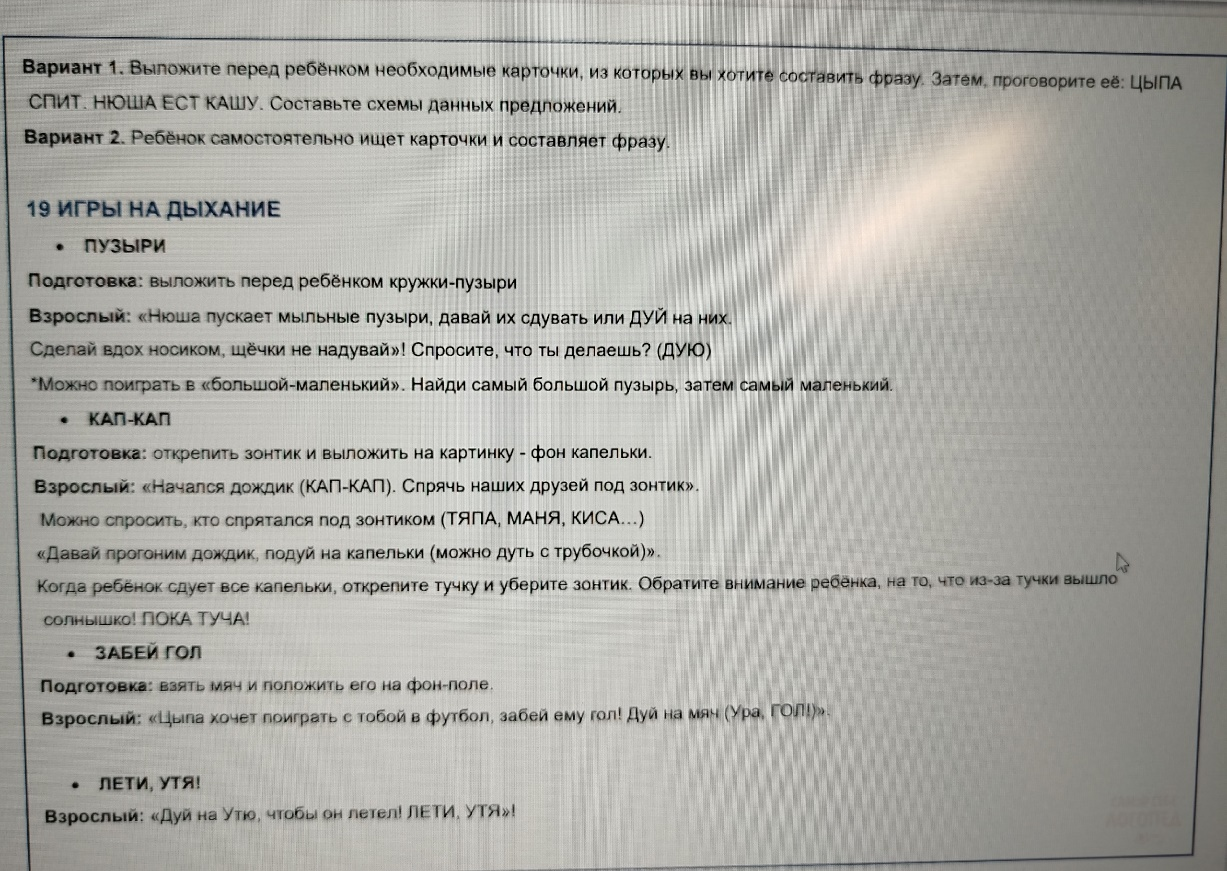 Вариант 1. Выложите перед ребёнком необходимые карточки, из которых вы хотите составить фразу. Затем, проговорите её: ЦЫПА
СПИТ. НЮША ЕСТ КАШУ. Составьте схемы данных предложений.
Вариант 2. Ребёнок самостоятельно ищет карточки и составляет фразу.
19 ИГРЫ НА ДЫХАНИЕ
• ПУЗЫРИ
Подготовка: выложить перед ребёнком кружки-пузыри
Взрослый: «Нюша пускает мыльные пузыри, давай их сдувать или ДУЙ на них.
Сделай вдох носиком, щёчки не надувай»! Спросите, что ты делаешь? (ДУЮ)
*Можно поиграть в «большой-маленький». Найди самый большой пузырь, затем самый маленький.
• КАП-КАП
Подготовка: открепить зонтик и выложить на картинку - фон капельки.
Взрослый: «Начался дождик (КАП-КАП). Спрячь наших друзей под зонтик».
Можно спросить, кто спрятался под зонтиком (ТЯПА, МАНЯ, КИСА...)
«Давай прогоним дождик, подуй на капельки (можно дуть с трубочкой)».
Когда ребёнок сдует все капельки, открепите тучку и уберите зонтик. Обратите внимание ребёнка, на то, что из-за тучки вышло
солнышко! ПОКА ТУЧА!
• ЗАБЕЙ ГОЛ
Подготовка: взять мяч и положить его на фон-поле.
Взрослый: «Цыпа хочет поиграть с тобой в футбол, забей ему гол! Дуй на мяч (Ура, ГОЛ!)».
• ЛЕТИ, УТЯ!
Взрослый: «Дуй на Утю, чтобы он летел! ЛЕТИ, УТЯ»!